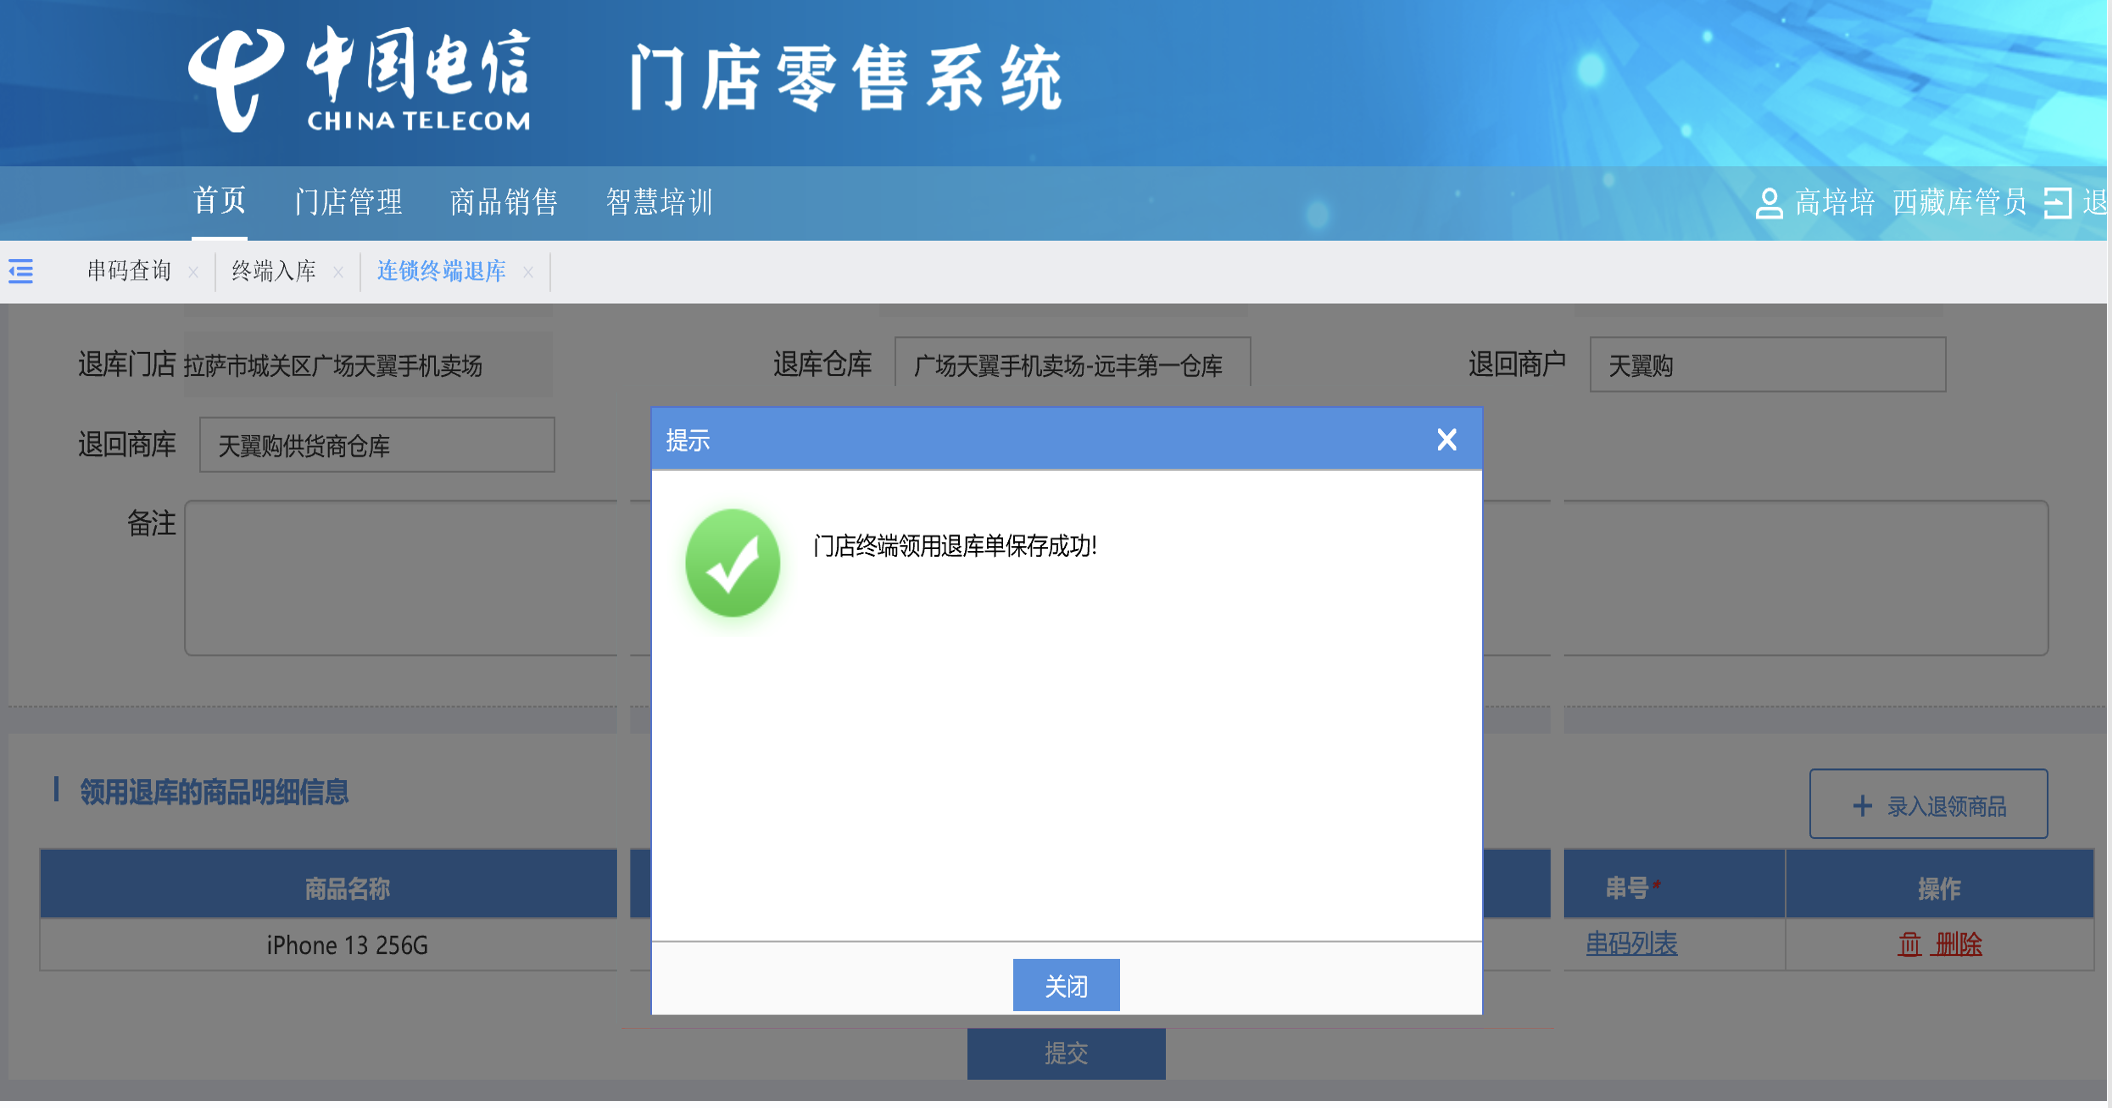 中国电信
CHINA TELECOM
门店零售系统
首页 门店管理 商品销售 智慧培训 高培培 西藏库管员 退
串码查询 × 终端入库 × 连锁终端退库 ×
退库门店 拉萨市城关区广场天翼手机卖场 退库仓库 广场天翼手机卖场-远丰第一仓库 退回商户 天翼购
退回商库 天翼购供货商仓库
备注
提示
门店终端领用退库单保存成功!
关闭
领用退库的商品明细信息
+ 录入退领商品
商品名称 串号* 操作
iPhone 13 256G 串码列表 删除
提交